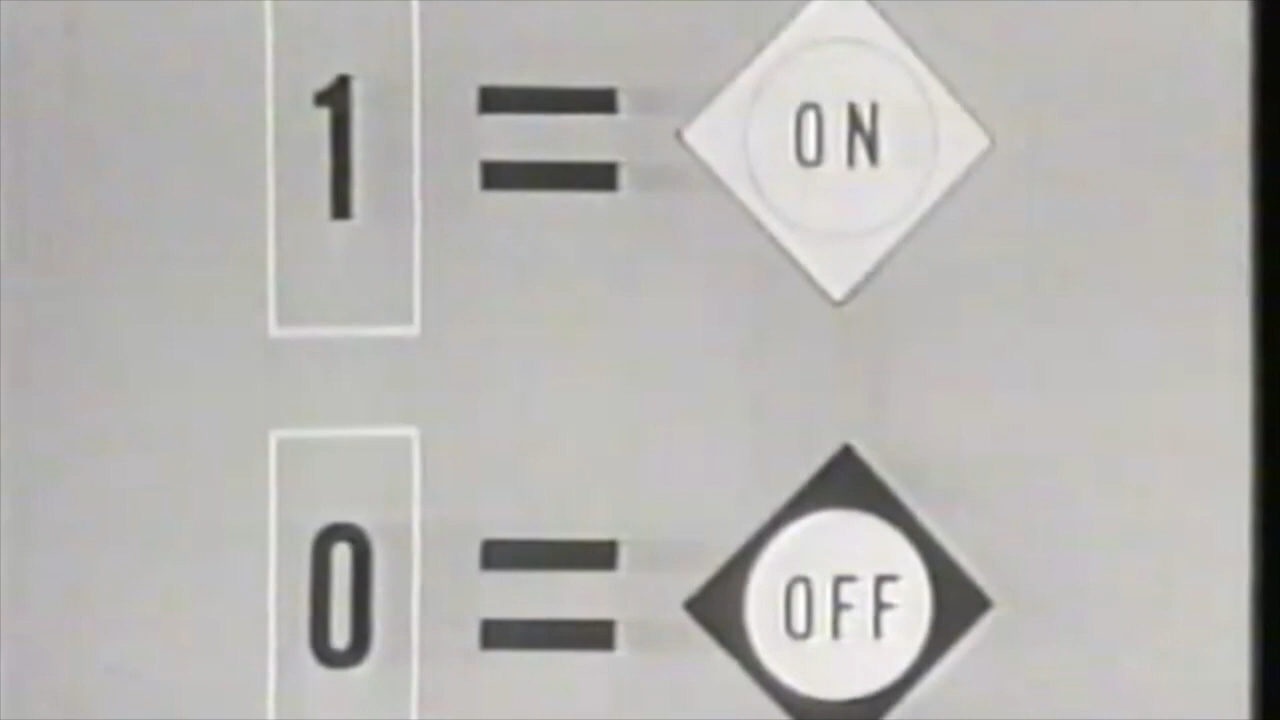 1 = ON
0 = OFF